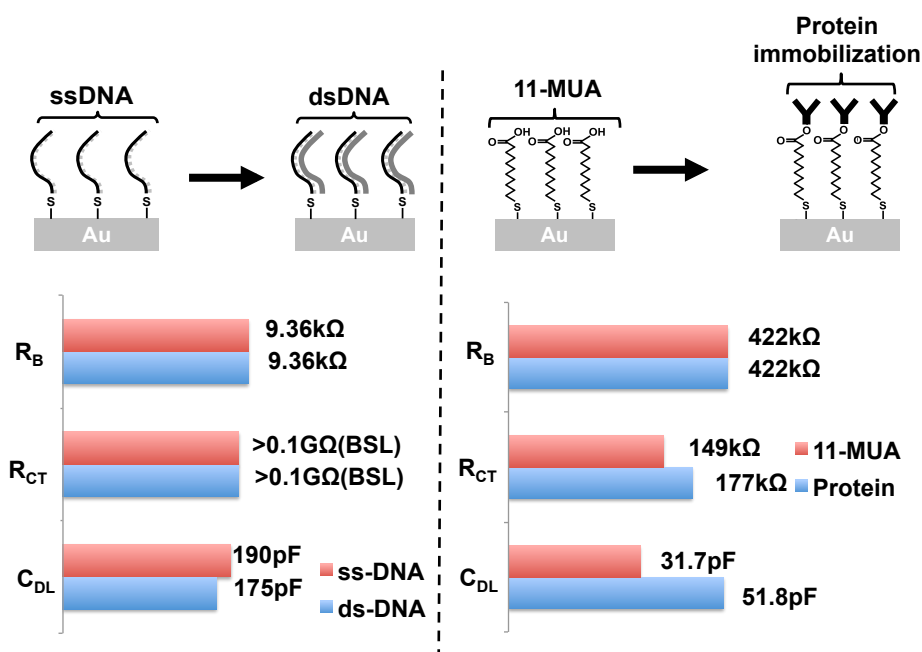 ssDNA
dsDNA
S
S
S
Au
S
S
S
Au
R_B
9.36kΩ
9.36kΩ
R_CT
>0.1GΩ(BSL)
>0.1GΩ(BSL)
C_DL
190pF
175pF
ss-DNA
ds-DNA
11-MUA
Protein
immobilization
O OH O OH O OH
S
S
S
Au
O O O O O O
S
S
S
Au
R_B
422kΩ
422kΩ
R_CT
149kΩ
177kΩ
11-MUA
Protein
C_DL
31.7pF
51.8pF